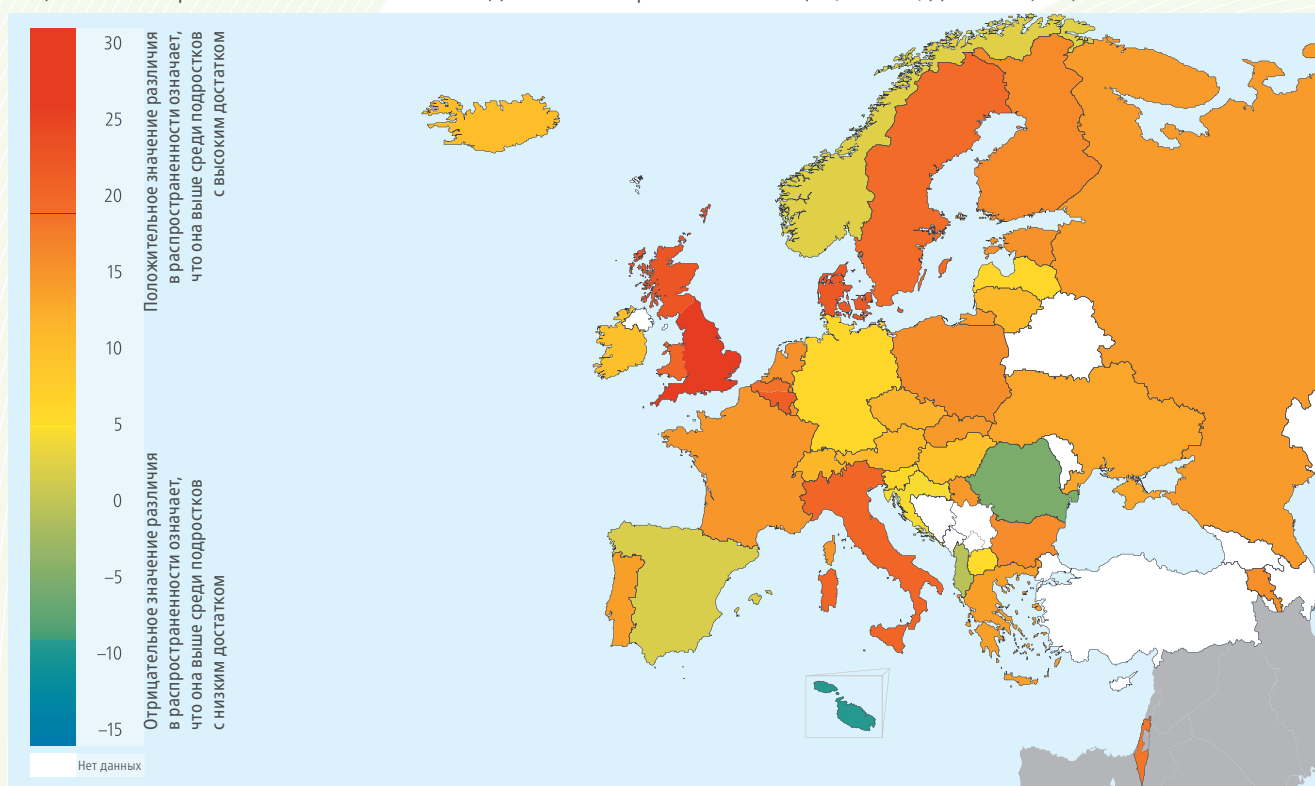 30
25
20
15
10
5
0
–5
–10
–15
Нет данных
Положительное значение различия
в распространенности означает,
что она выше среди подростков
с высоким достатком
Отрицательное значение различия
в распространенности означает,
что она выше среди подростков
с низким достатком